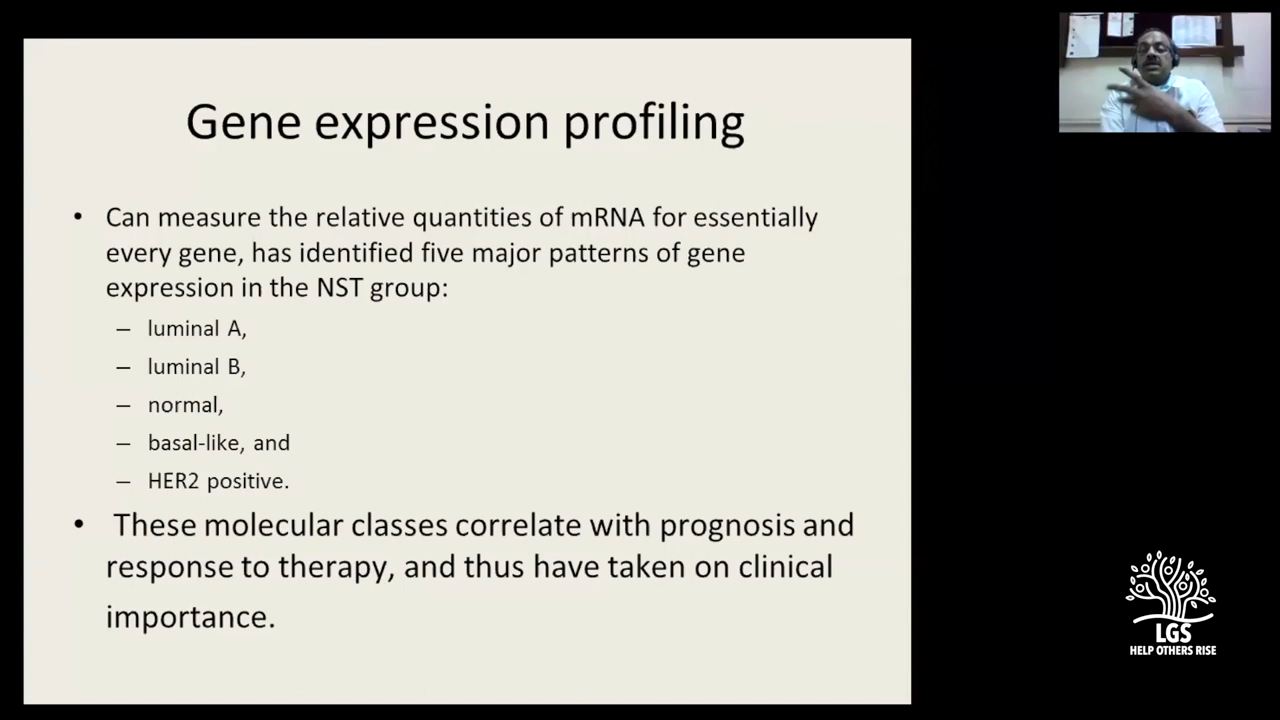 Gene expression profiling
• Can measure the relative quantities of mRNA for essentially
every gene, has identified five major patterns of gene
expression in the NST group:
– luminal A,
– luminal B,
– normal,
– basal-like, and
– HER2 positive.
• These molecular classes correlate with prognosis and
response to therapy, and thus have taken on clinical
importance.
LGS
HELP OTHERS RISE